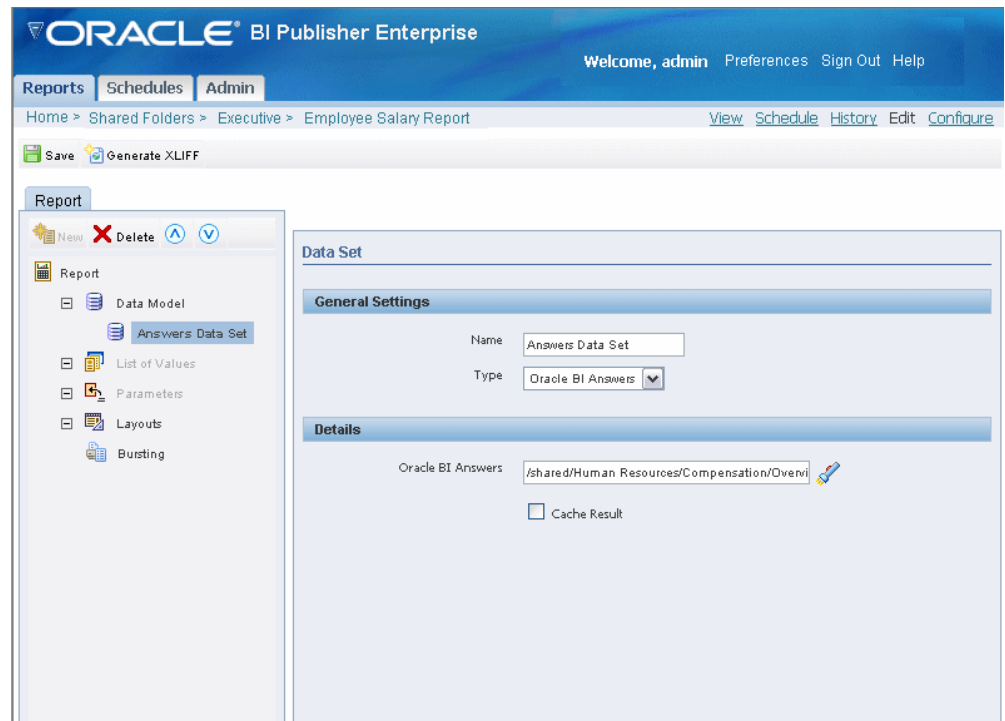 ORACLE BI Publisher Enterprise
Welcome, admin Preferences Sign Out Help
Reports Schedules Admin
Home > Shared Folders > Executive > Employee Salary Report View Schedule History Edit Configure
Save Generate XLIFF
Report
New Delete
Report
Data Model
Answers Data Set
List of Values
Parameters
Layouts
Bursting
Data Set
General Settings
Name Answers Data Set
Type Oracle BI Answers
Details
Oracle BI Answers /shared/Human Resources/Compensation/Overvi
Cache Result